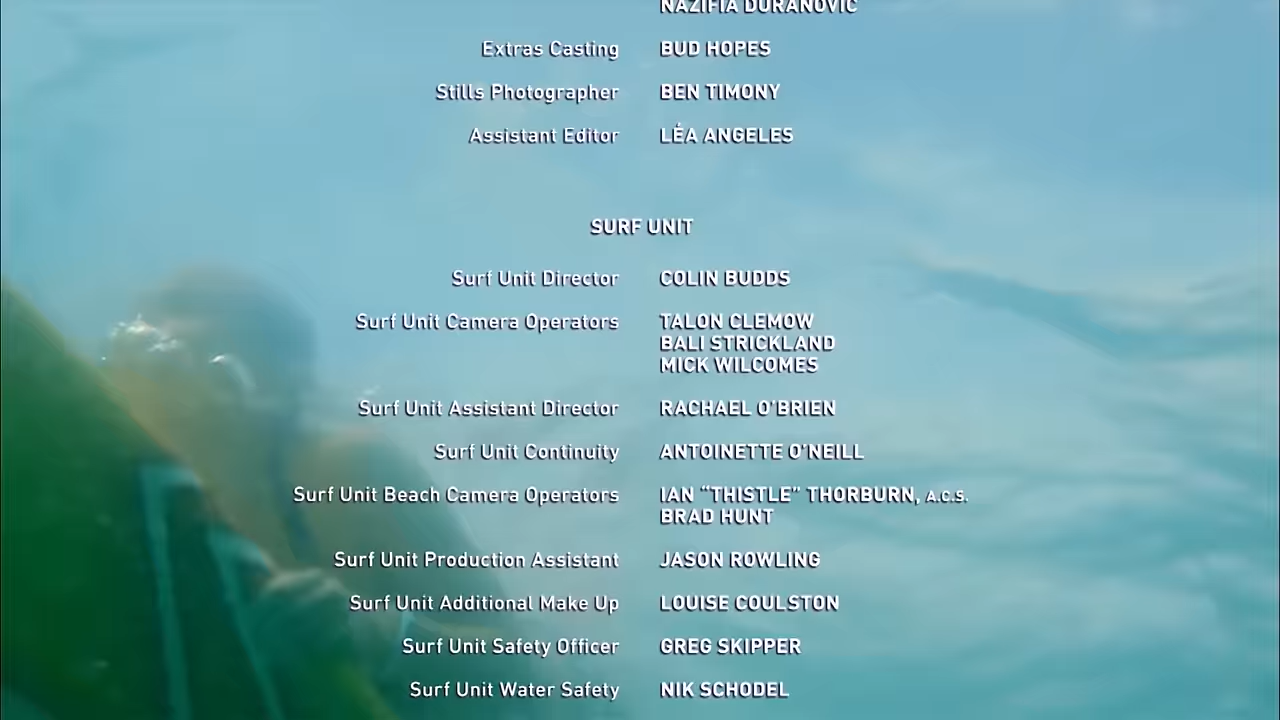 NAZIFIA DURANOVIC
Extras Casting BUD HOPES
Stills Photographer BEN TIMONY
Assistant Editor LÉA ANGELES
SURF UNIT
Surf Unit Director COLIN BUDDS
Surf Unit Camera Operators TALON CLEMOW
BALI STRICKLAND
MICK WILCOMES
Surf Unit Assistant Director RACHAEL O'BRIEN
Surf Unit Continuity ANTOINETTE O'NEILL
Surf Unit Beach Camera Operators IAN “THISTLE” THORBURN, A.C.S.
BRAD HUNT
Surf Unit Production Assistant JASON ROWLING
Surf Unit Additional Make Up LOUISE COULSTON
Surf Unit Safety Officer GREG SKIPPER
Surf Unit Water Safety NIK SCHODEL